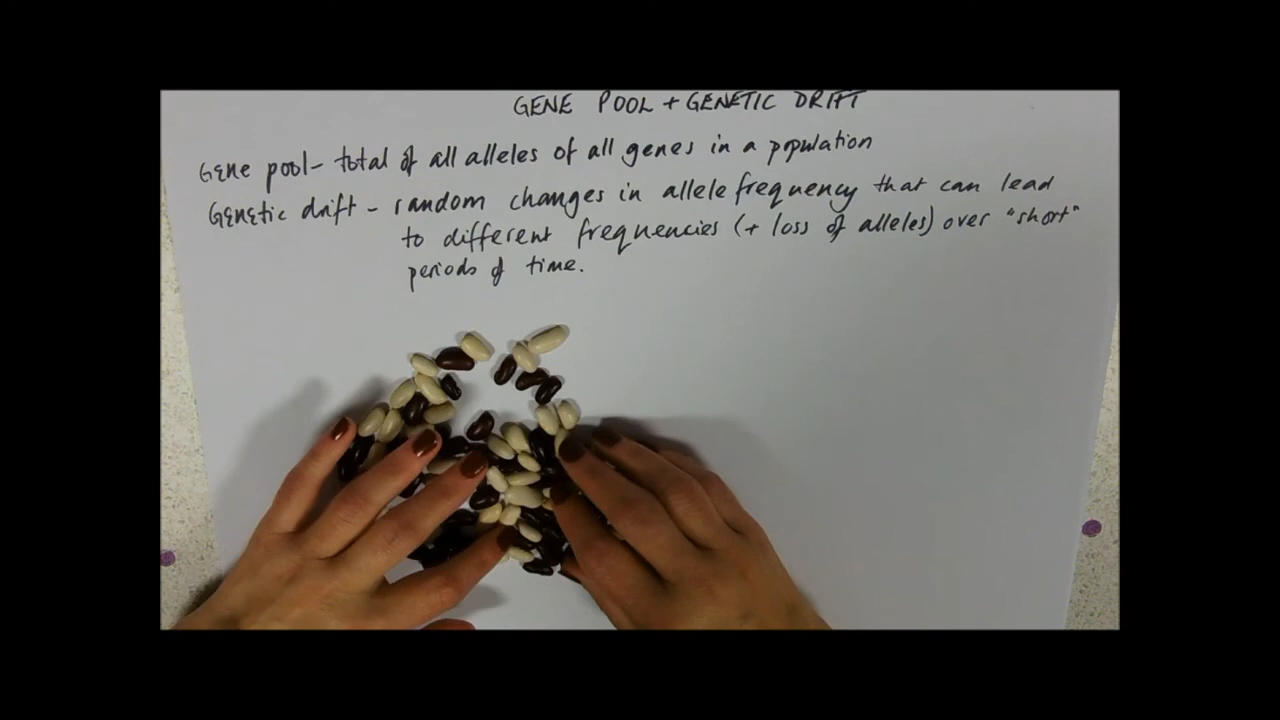 GENE POOL + GENETIC DRIFT
Gene pool - total of all alleles of all genes in a population
Genetic drift - random changes in allele frequency that can lead
to different frequencies (+ loss of alleles) over "short"
periods of time.